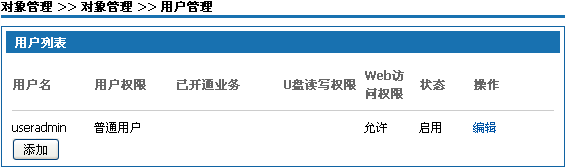 对象管理 >> 对象管理 >> 用户管理
用户列表
用户名 用户权限 已开通业务 U盘读写权限 Web访问权限 状态 操作
useradmin 普通用户 允许 启用 编辑
添加